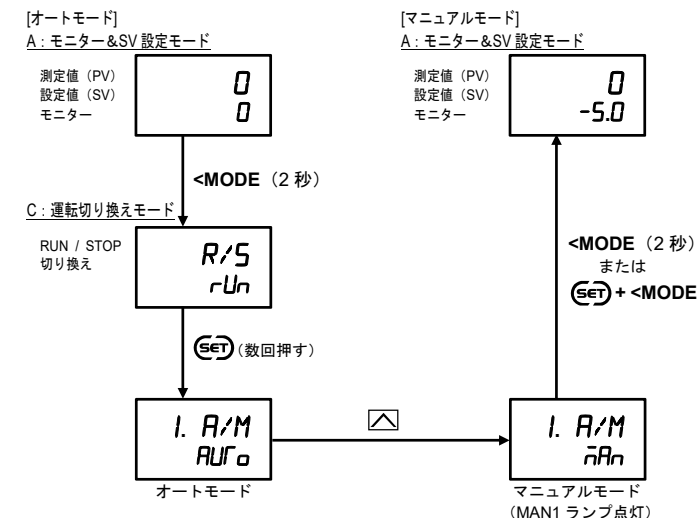 [オートモード]
A：モニター&SV 設定モード
測定値（PV）
設定値（SV）
モニター
0
0
<MODE（2 秒）
C：運転切り換えモード
RUN / STOP
切り換え
R/S
rUn
SET (数回押す)
1. A/M
AUTo
オートモード
[マニュアルモード]
A：モニター&SV 設定モード
測定値（PV）
設定値（SV）
モニター
0
-5.0
<MODE（2 秒）
または
SET + <MODE
1. A/M
mAn
マニュアルモード
（MAN1 ランプ点灯）